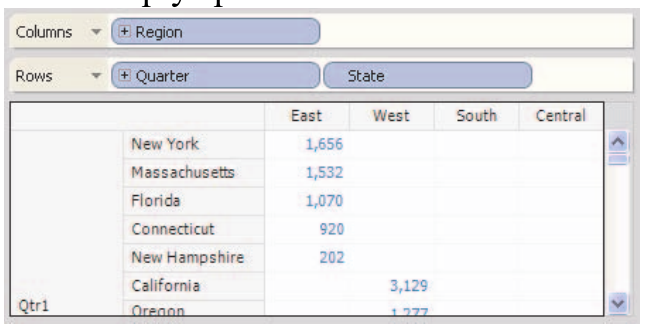 Columns + Region
Rows + Quarter State
East West South Central
New York 1,656
Massachusetts 1,532
Florida 1,070
Connecticut 920
New Hampshire 202
California 3,129
Qtr1 Oregon 1,277